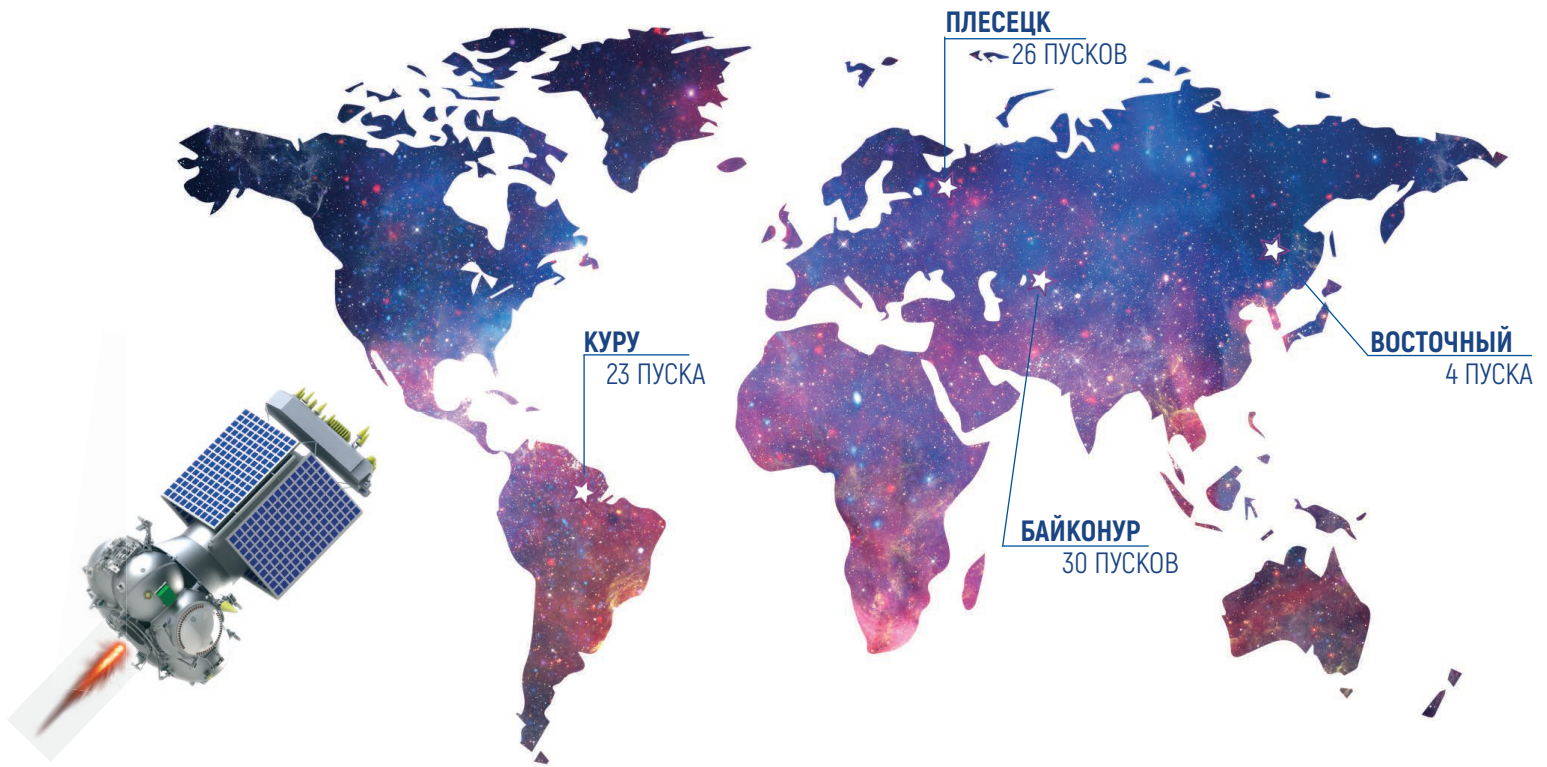 ПЛЕСЕЦК
26 ПУСКОВ
КУРУ
23 ПУСКА
ВОСТОЧНЫЙ
4 ПУСКА
БАЙКОНУР
30 ПУСКОВ